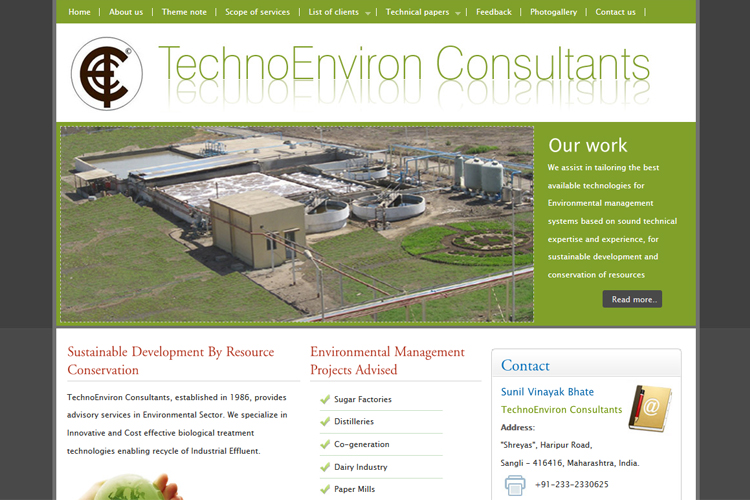 Home About us Theme note Scope of services List of clients Technical papers Feedback Photogallery Contact us
TechnoEnviron Consultants
©
Our work
We assist in tailoring the best
available technologies for
Environmental management
systems based on sound technical
expertise and experience, for
sustainable development and
conservation of resources
Read more..
Sustainable Development By Resource
Conservation
TechnoEnviron Consultants, established in 1986, provides
advisory services in Environmental Sector. We specialize in
Innovative and Cost effective biological treatment
technologies enabling recycle of Industrial Effluent.
Environmental Management
Projects Advised
Sugar Factories
Distilleries
Co-generation
Dairy Industry
Paper Mills
Contact
Sunil Vinayak Bhate
TechnoEnviron Consultants
Address:
"Shreyas", Haripur Road,
Sangli - 416416, Maharashtra, India.
+91-233-2330625
@